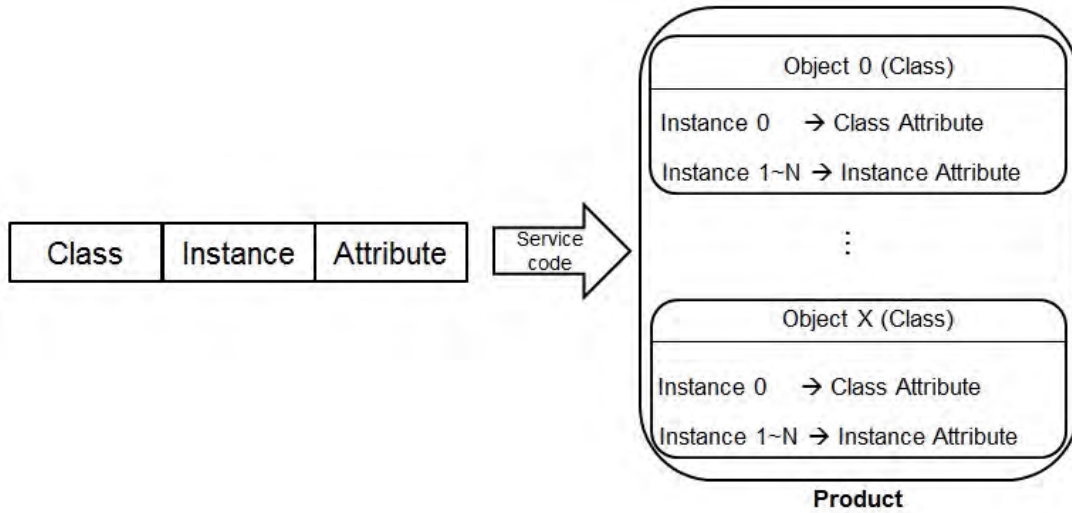 Class Instance Attribute
Service
code
Object 0 (Class)
Instance 0 → Class Attribute
Instance 1~N → Instance Attribute
⋮
Object X (Class)
Instance 0 → Class Attribute
Instance 1~N → Instance Attribute
Product